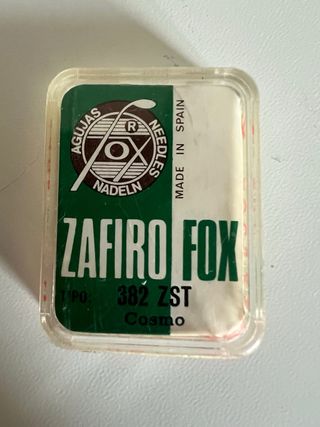 AGUJAS NEEDLES
R
FOX
NADELN
MADE IN SPAIN
ZAFIRO FOX
TIPO: 382 ZST
Cosmo